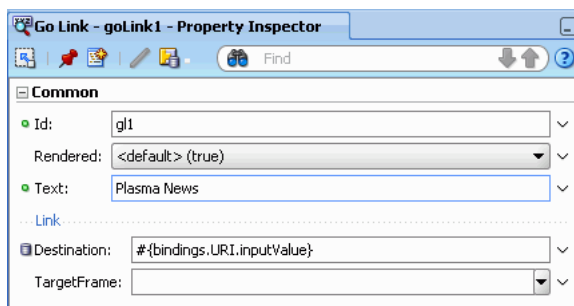 Go Link - goLink1 - Property Inspector
Find
Common
Id: gl1
Rendered: <default> (true)
Text: Plasma News
Link
Destination: #{bindings.URI.inputValue}
TargetFrame: